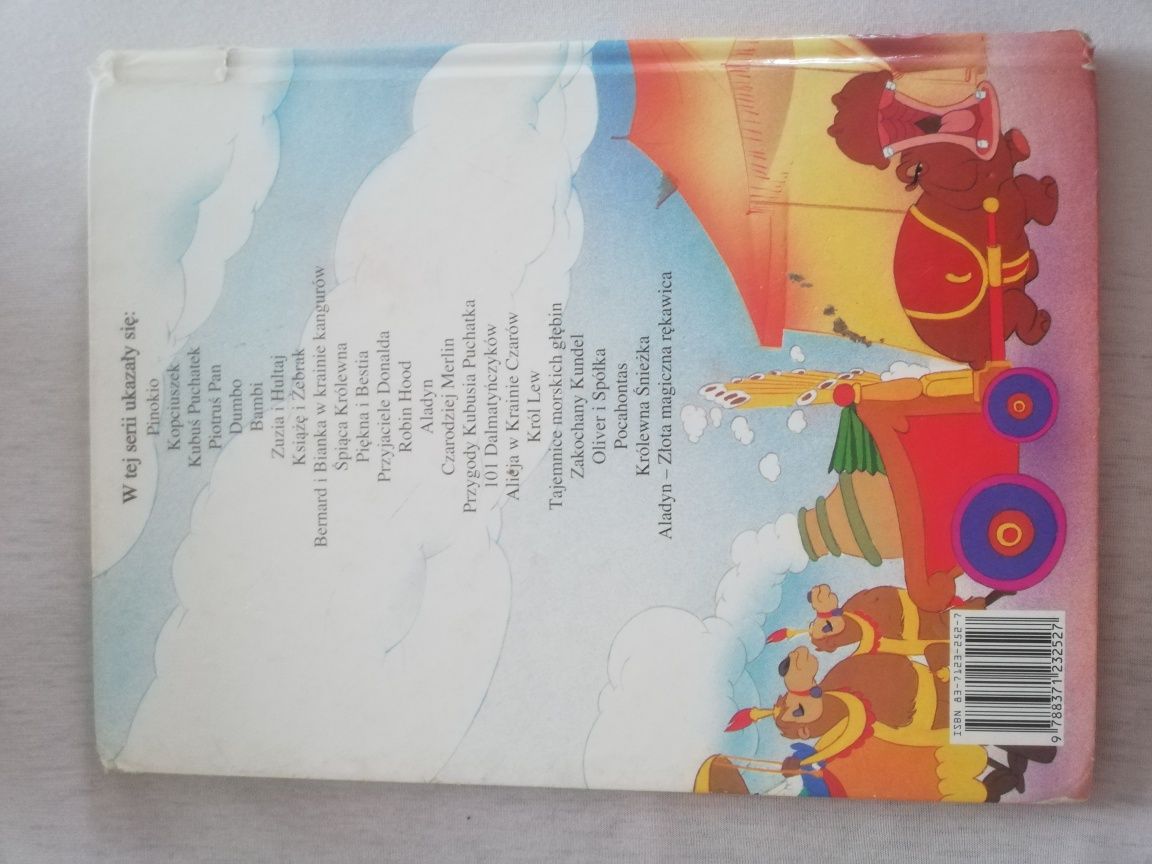 W tej serii ukazały się:
Pinokio
Kopciuszek
Kubuś Puchatek
Piotruś Pan
Dumbo
Bambi
Zuzia i Hultaj
Książę i Żebrak
Bernard i Bianka w krainie kangurów
Śpiąca Królewna
Piękna i Bestia
Przyjaciele Donalda
Robin Hood
Aladyn
Czarodziej Merlin
Przygody Kubusia Puchatka
101 Dalmatyńczyków
Alicja w Krainie Czarów
Król Lew
Tajemnice morskich głębin
Zakochany Kundel
Oliver i Spółka
Pocahontas
Królewna Śnieżka
Aladyn – Złota magiczna rękawica
ISBN 83-7123-252-7
9 788371 232527